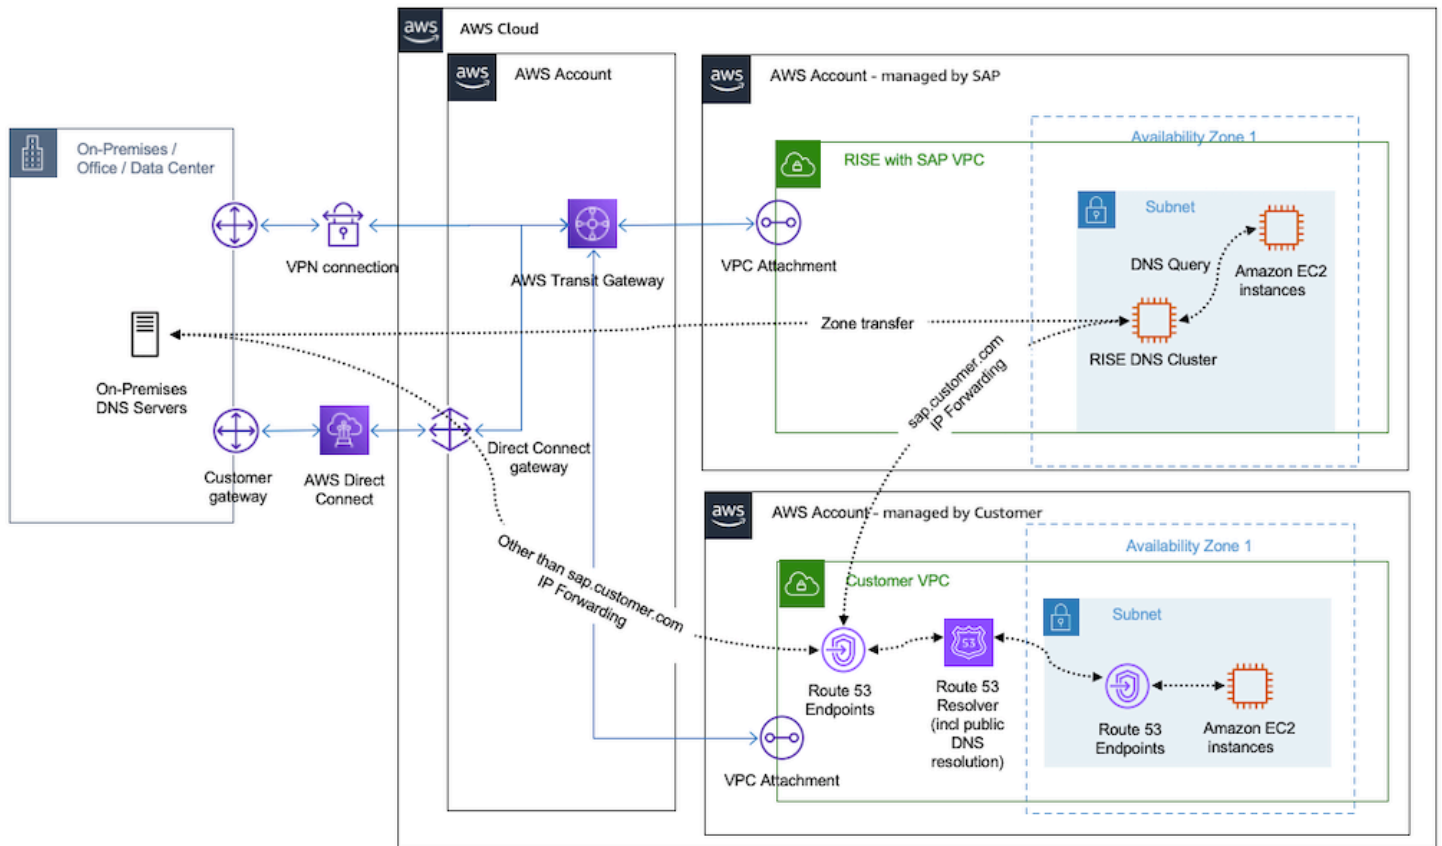 aws
AWS Cloud
aws
AWS Account
aws
AWS Account - managed by SAP
On-Premises /
Office / Data Center
Availability Zone 1
RISE with SAP VPC
Subnet
VPN connection
AWS Transit Gateway
VPC Attachment
DNS Query
Amazon EC2
instances
Zone transfer
RISE DNS Cluster
On-Premises
DNS Servers
sap.customer.com
IP Forwarding
Customer
gateway
AWS Direct
Connect
Direct Connect
gateway
aws
AWS Account - managed by Customer
Other than sap.customer.com
IP Forwarding
Availability Zone 1
Customer VPC
Subnet
53
Route 53
Endpoints
Route 53
Resolver
(incl public
DNS
resolution)
Route 53
Endpoints
Amazon EC2
instances
VPC Attachment